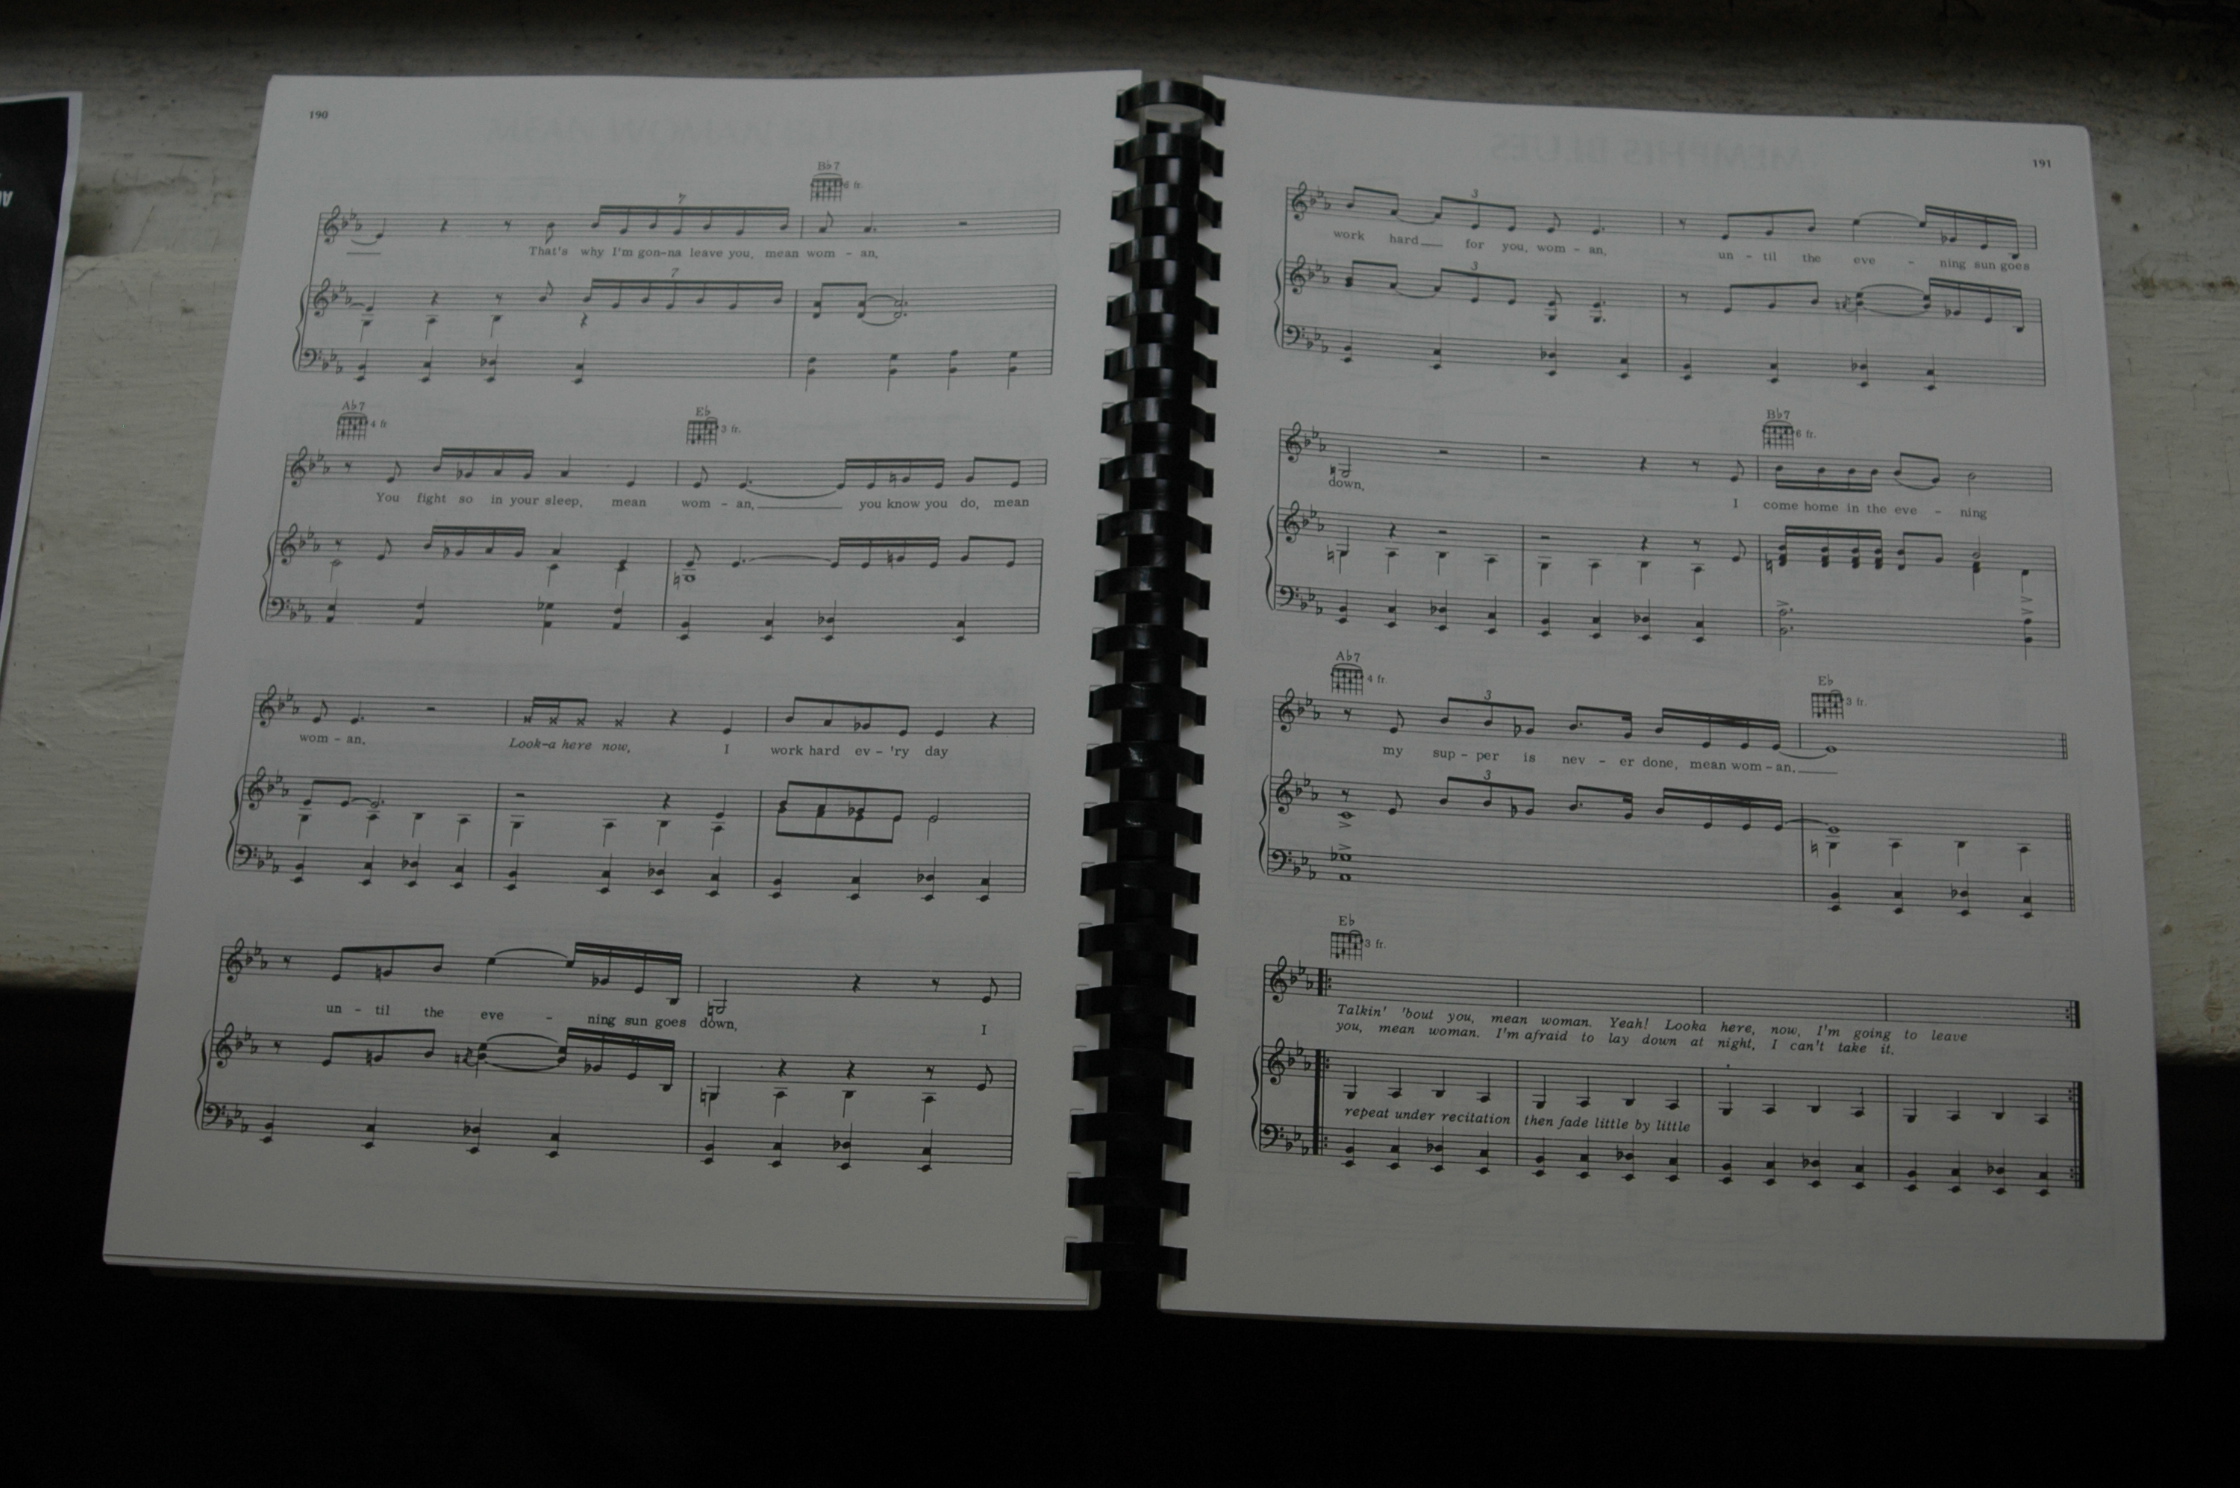 190
B♭7
6 fr.
7
That's why I'm gon-na leave you, mean wom - an,
7
A♭7
4 fr.
E♭
3 fr.
You fight so in your sleep, mean wom - an, you know you do, mean
wom - an. Look-a here now, I work hard ev - 'ry day
un - til the eve - ning sun goes down, I
191
MEMPHIS BLUES
3
work hard for you, wom - an, un - til the eve - ning sun goes
3
B♭7
6 fr.
down, I come home in the eve - ning
A♭7
4 fr.
E♭
3 fr.
3
my sup - per is nev - er done, mean wom - an.
3
E♭
3 fr.
Talkin' 'bout you, mean woman. Yeah! Looka here, now, I'm going to leave
you, mean woman. I'm afraid to lay down at night, I can't take it.
repeat under recitation then fade little by little